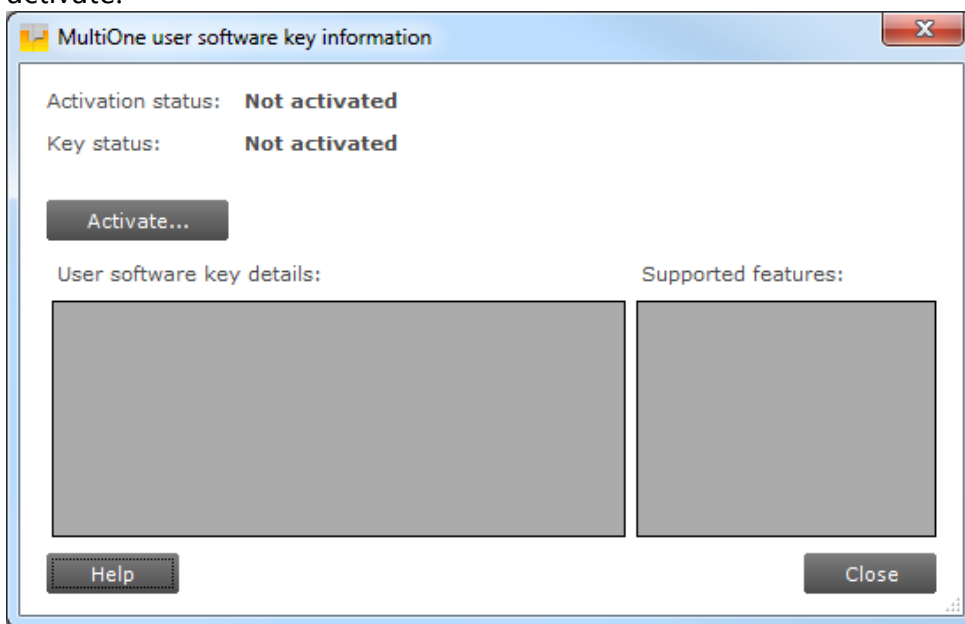 activate.
MultiOne user software key information
Activation status: Not activated
Key status: Not activated
Activate...
User software key details: Supported features:
Help Close